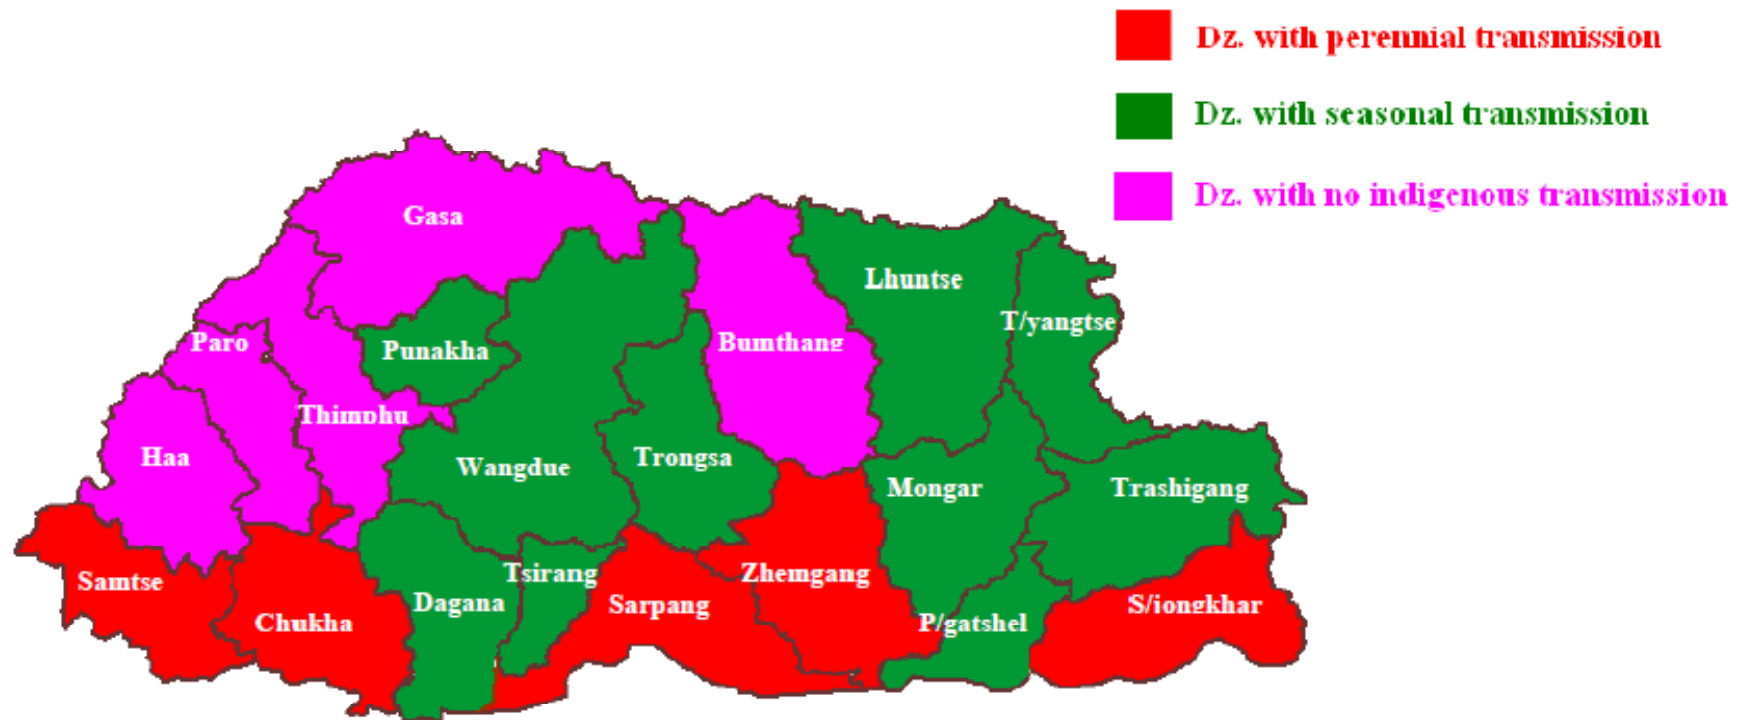 Dz. with perennial transmission
Dz. with seasonal transmission
Dz. with no indigenous transmission
Gasa
Lhuntse
T/yangtse
Paro
Punakha
Bumthang
Thimphu
Haa
Wangdue
Trongsa
Mongar
Trashigang
Samtse
Tsirang
Zhemgang
Chukha
Dagana
Sarpang
P/gatshel
S/jongkhar